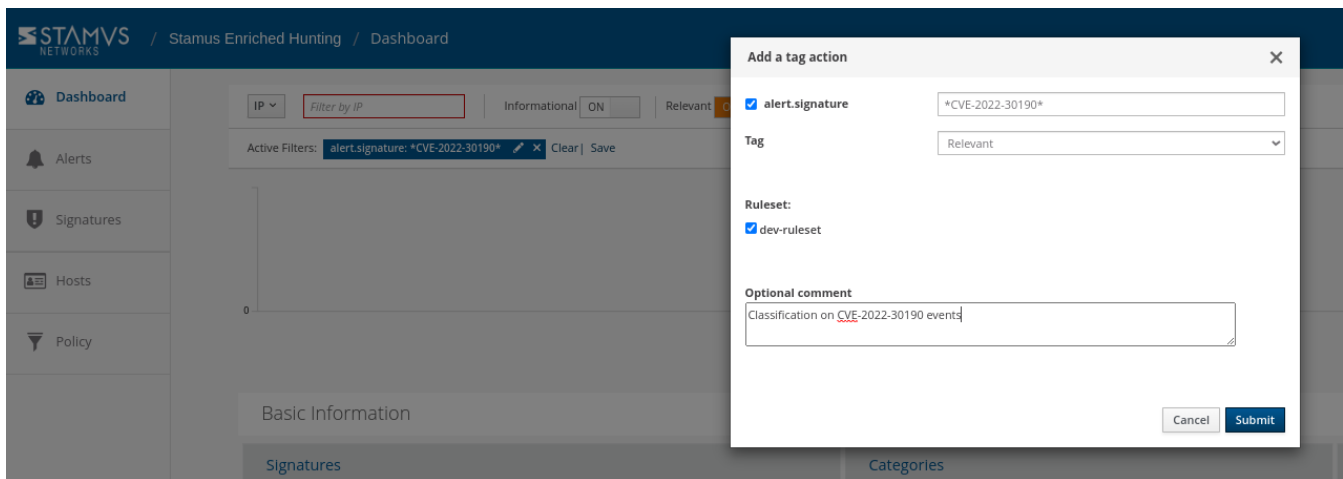 STAMVS
NETWORKS
/ Stamus Enriched Hunting / Dashboard
Dashboard
Alerts
Signatures
Hosts
Policy
IP Filter by IP Informational ON Relevant
Active Filters: alert.signature: *CVE-2022-30190* Clear| Save
0
Basic Information
Signatures Categories
Add a tag action
alert.signature *CVE-2022-30190*
Tag Relevant
Ruleset:
dev-ruleset
Optional comment
Classification on CVE-2022-30190 events
Cancel Submit